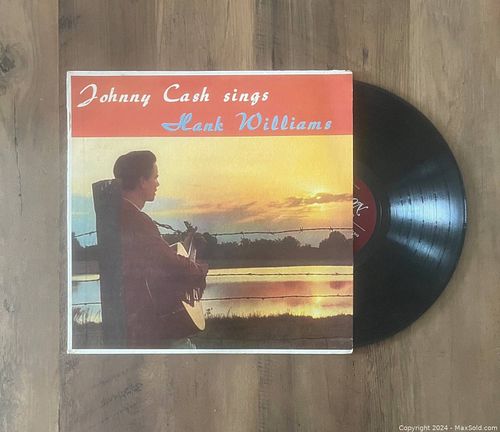 Johnny Cash sings
Hank Williams
Copyright 2024 - MaxSold.com